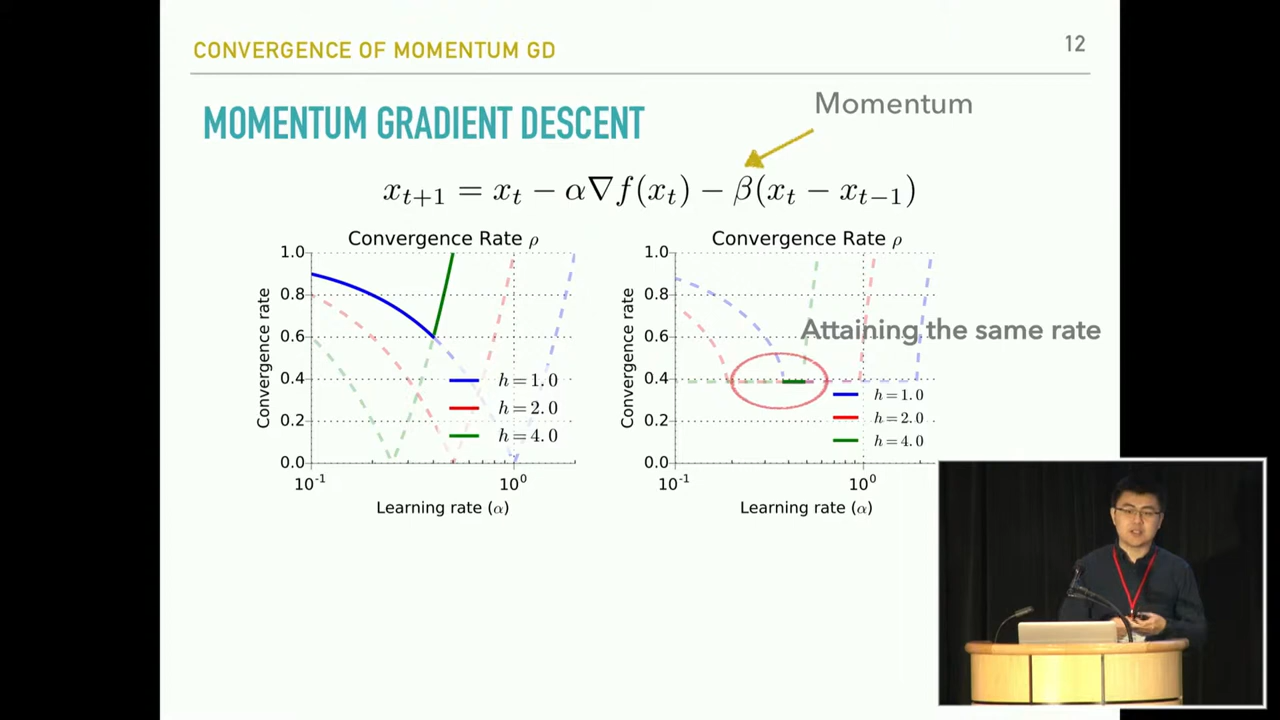 CONVERGENCE OF MOMENTUM GD
12
MOMENTUM GRADIENT DESCENT
Momentum
x_{t+1} = x_t − α∇f(x_t) − β(x_t − x_{t−1})
Convergence Rate ρ
1.0
0.8
0.6
0.4
0.2
0.0
Convergence rate
h = 1.0
h = 2.0
h = 4.0
10^{-1}
10^{0}
Learning rate (α)
Convergence Rate ρ
1.0
0.8
0.6
0.4
0.2
0.0
Convergence rate
Attaining the same rate
h = 1.0
h = 2.0
h = 4.0
10^{-1}
10^{0}
Learning rate (α)